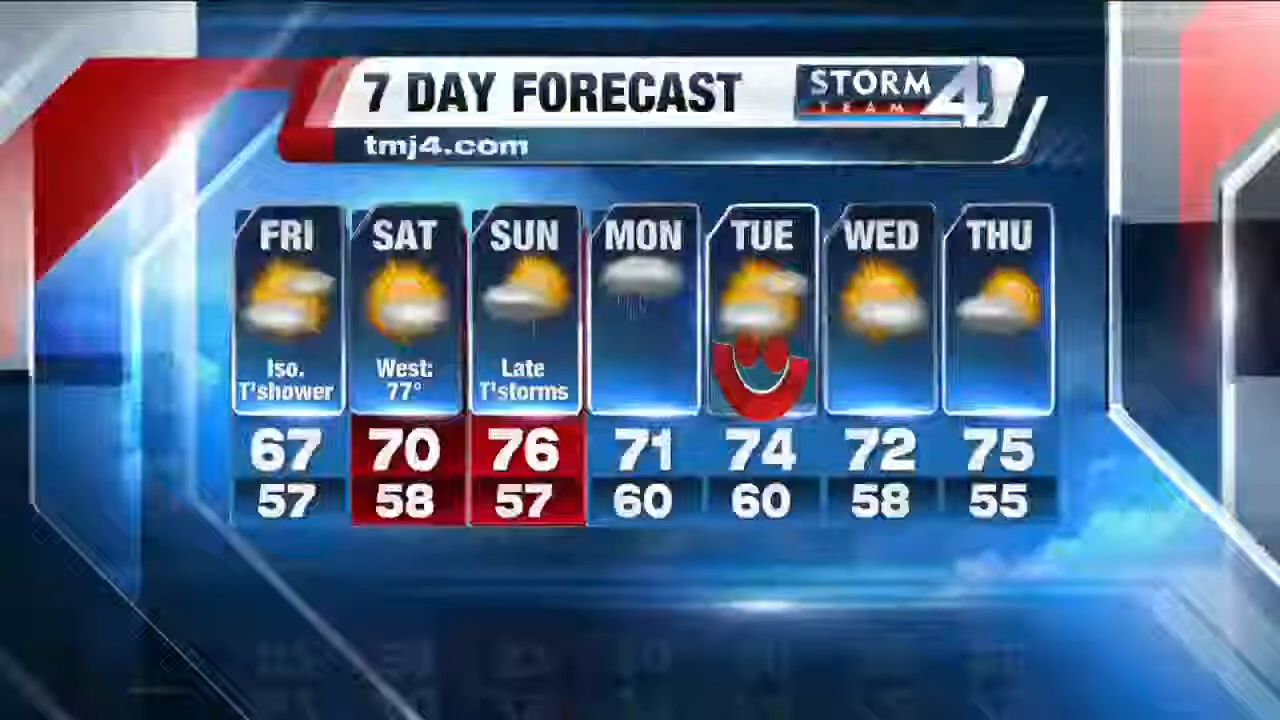 7 DAY FORECAST
STORM TEAM 4
tmj4.com
FRI SAT SUN MON TUE WED THU
Iso. T'shower
West: 77°
Late T'storms
67 70 76 71 74 72 75
57 58 57 60 60 58 55